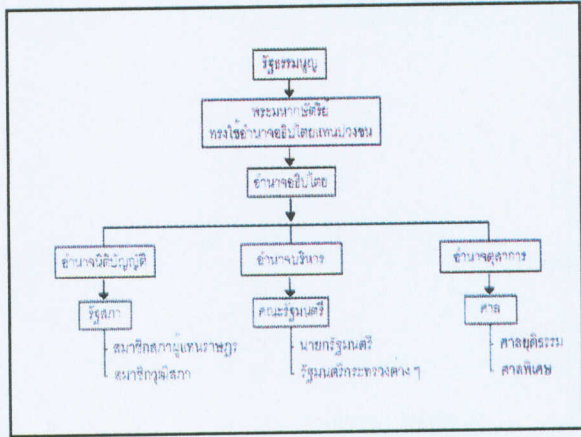 รัฐธรรมนูญ
พระมหากษัตริย์
ทรงใช้อำนาจอธิปไตยแทนปวงชน
อำนาจอธิปไตย
อำนาจนิติบัญญัติ
อำนาจบริหาร
อำนาจตุลาการ
รัฐสภา
คณะรัฐมนตรี
ศาล
สมาชิกสภาผู้แทนราษฎร
นายกรัฐมนตรี
ศาลยุติธรรม
สมาชิกวุฒิสภา
รัฐมนตรีกระทรวงต่าง ๆ
ศาลพิเศษ